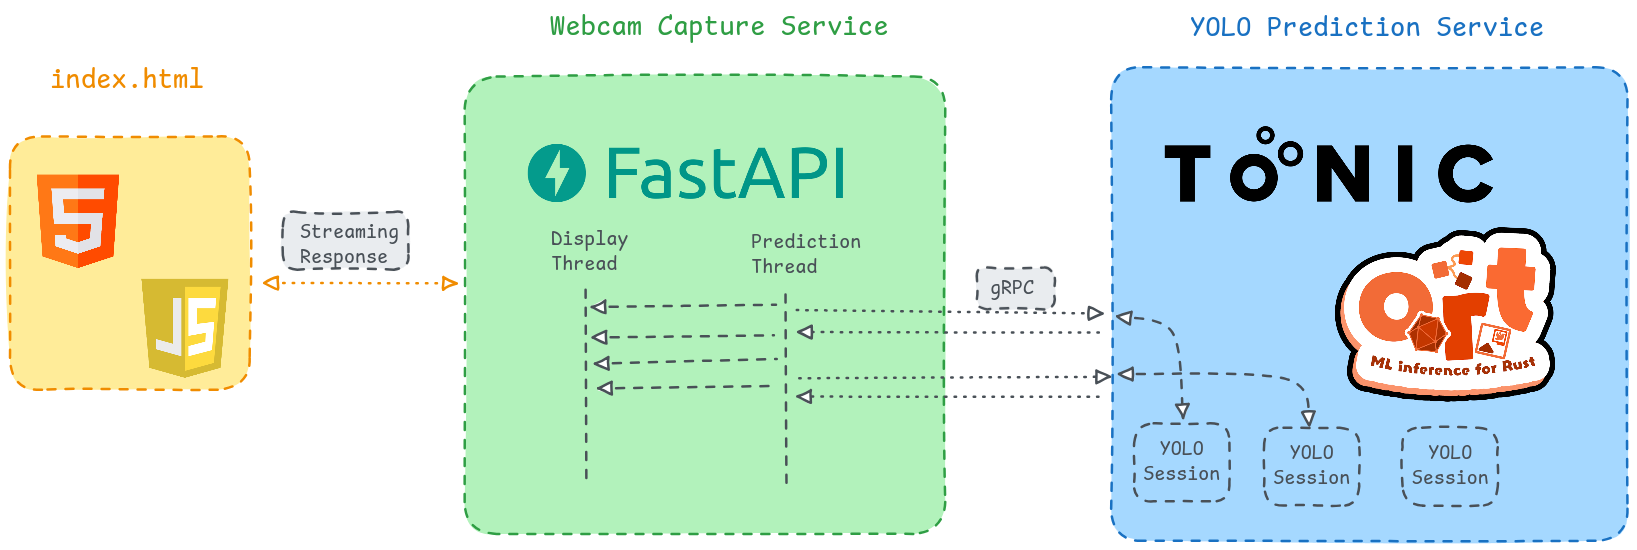 Webcam Capture Service
YOLO Prediction Service
index.html
5
JS
Streaming
Response
FastAPI
Display
Thread
Prediction
Thread
gRPC
TONIC
ort
ML inference for Rust
YOLO
Session
YOLO
Session
YOLO
Session